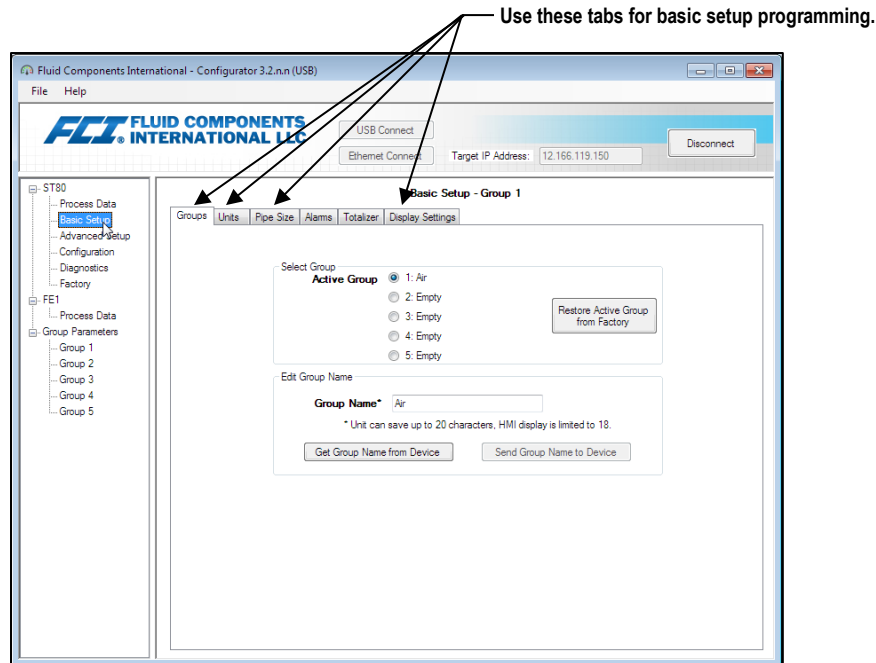 Use these tabs for basic setup programming.
Fluid Components International - Configurator 3.2.n.n (USB)
File Help
FCI® FLUID COMPONENTS
INTERNATIONAL LLC
USB Connect
Ethernet Connect Target IP Address: 12.166.119.150
Disconnect
ST80
Process Data
Basic Setup
Advanced Setup
Configuration
Diagnostics
Factory
FE1
Process Data
Group Parameters
Group 1
Group 2
Group 3
Group 4
Group 5
Basic Setup - Group 1
Groups Units Pipe Size Alarms Totalizer Display Settings
Select Group
Active Group 1: Air
2: Empty
3: Empty
4: Empty
5: Empty
Restore Active Group
from Factory
Edit Group Name
Group Name* Air
* Unit can save up to 20 characters, HMI display is limited to 18.
Get Group Name from Device Send Group Name to Device